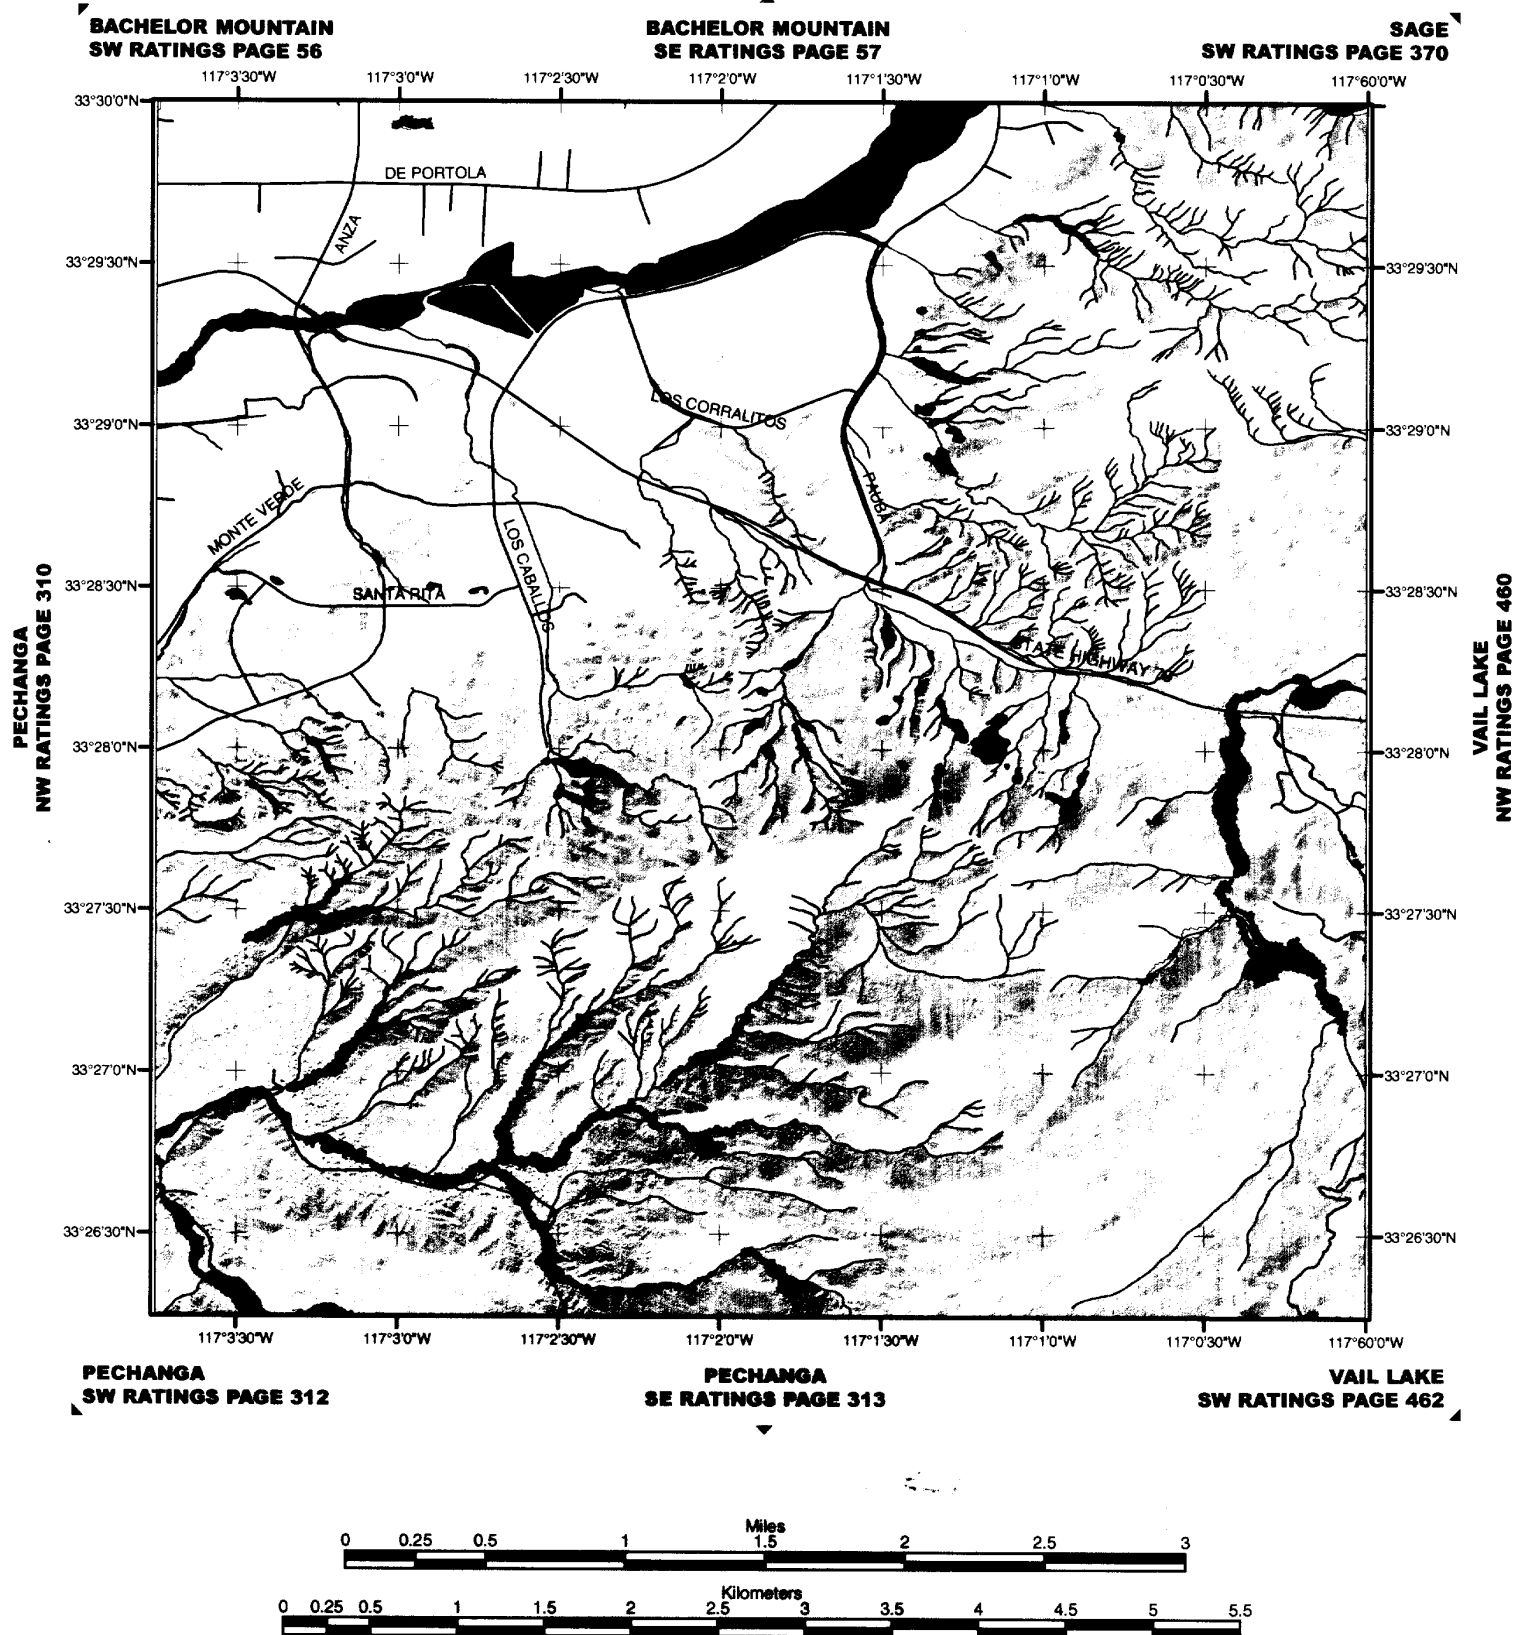 BACHELOR MOUNTAIN
SW RATINGS PAGE 56
BACHELOR MOUNTAIN
SE RATINGS PAGE 57
SAGE
SW RATINGS PAGE 370
117°3'30"W 117°3'0"W 117°2'30"W 117°2'0"W 117°1'30"W 117°1'0"W 117°0'30"W 117°60'0"W
33°30'0"N
DE PORTOLA
ANZA
33°29'30"N 33°29'30"N
LOS CORRALITOS
33°29'0"N 33°29'0"N
PAUBA
MONTE VERDE
LOS CABALLOS
33°28'30"N 33°28'30"N
SANTA RITA
STATE HIGHWAY 79
PECHANGA
NW RATINGS PAGE 310
VAIL LAKE
NW RATINGS PAGE 460
33°28'0"N 33°28'0"N
33°27'30"N 33°27'30"N
33°27'0"N 33°27'0"N
33°26'30"N 33°26'30"N
117°3'30"W 117°3'0"W 117°2'30"W 117°2'0"W 117°1'30"W 117°1'0"W 117°0'30"W 117°60'0"W
PECHANGA
SW RATINGS PAGE 312
PECHANGA
SE RATINGS PAGE 313
VAIL LAKE
SW RATINGS PAGE 462
Miles
0 0.25 0.5 1 1.5 2 2.5 3
Kilometers
0 0.25 0.5 1 1.5 2 2.5 3 3.5 4 4.5 5 5.5